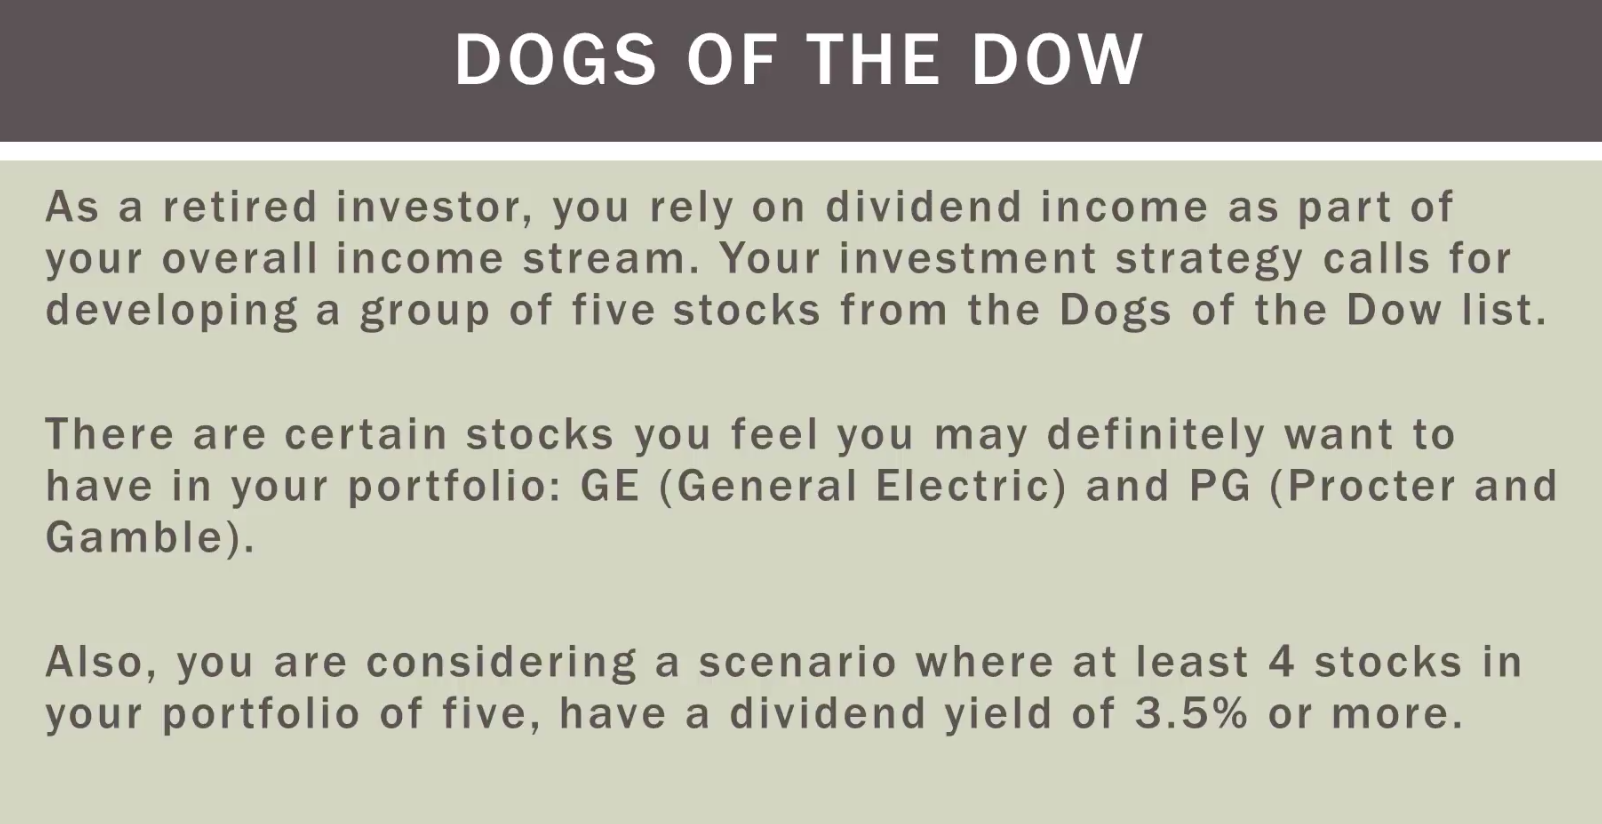 DOGS OF THE DOW
As a retired investor, you rely on dividend income as part of
your overall income stream. Your investment strategy calls for
developing a group of five stocks from the Dogs of the Dow list.
There are certain stocks you feel you may definitely want to
have in your portfolio: GE (General Electric) and PG (Procter and
Gamble).
Also, you are considering a scenario where at least 4 stocks in
your portfolio of five, have a dividend yield of 3.5% or more.